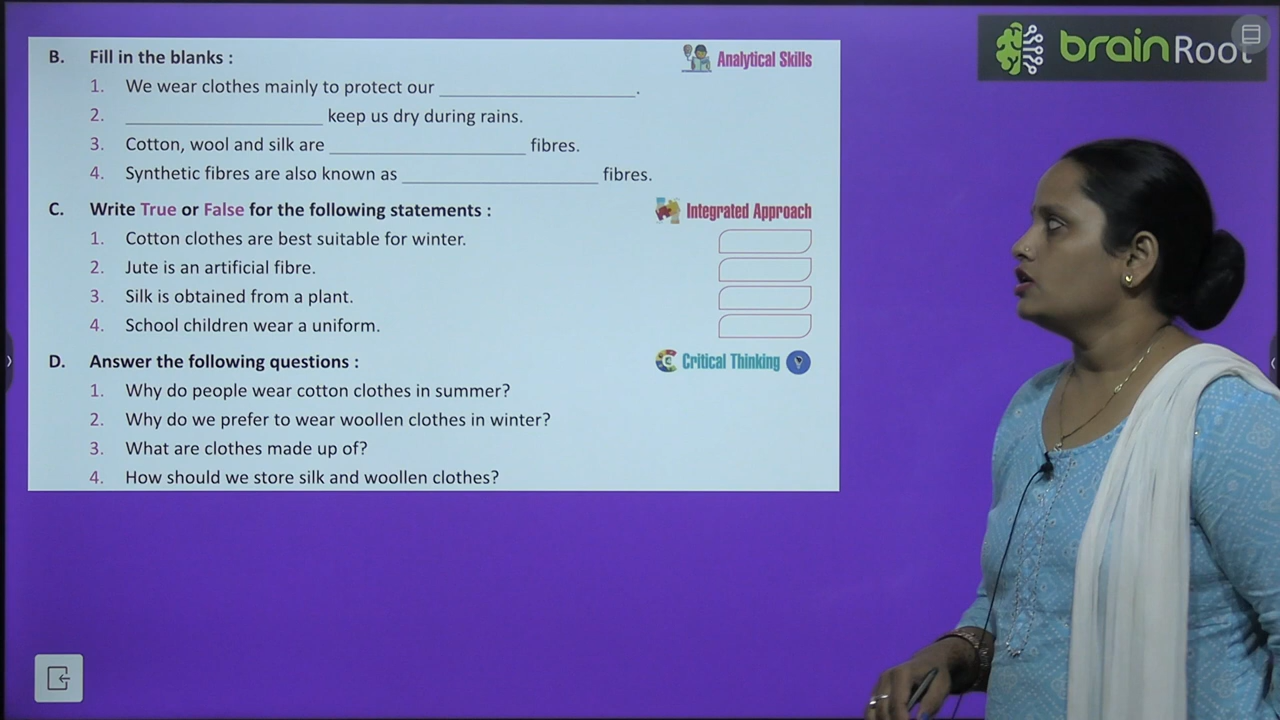 brainRoot
B. Fill in the blanks :
Analytical Skills
1. We wear clothes mainly to protect our ____________________.
2. ____________________ keep us dry during rains.
3. Cotton, wool and silk are ____________________ fibres.
4. Synthetic fibres are also known as ____________________ fibres.
C. Write True or False for the following statements :
Integrated Approach
1. Cotton clothes are best suitable for winter.
2. Jute is an artificial fibre.
3. Silk is obtained from a plant.
4. School children wear a uniform.
D. Answer the following questions :
Critical Thinking
1. Why do people wear cotton clothes in summer?
2. Why do we prefer to wear woollen clothes in winter?
3. What are clothes made up of?
4. How should we store silk and woollen clothes?